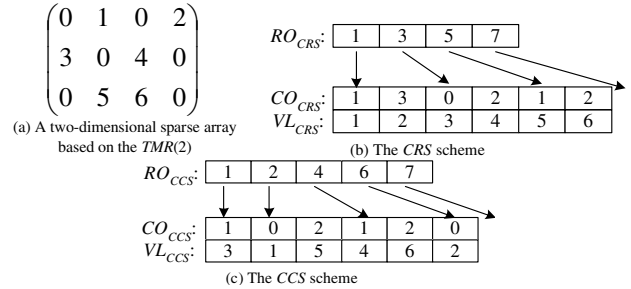 0 1 0 2
3 0 4 0
0 5 6 0
(a) A two-dimensional sparse array
based on the TMR(2)
RO_CRS: 1 3 5 7
CO_CRS: 1 3 0 2 1 2
VL_CRS: 1 2 3 4 5 6
(b) The CRS scheme
RO_CCS: 1 2 4 6 7
CO_CCS: 1 0 2 1 2 0
VL_CCS: 3 1 5 4 6 2
(c) The CCS scheme